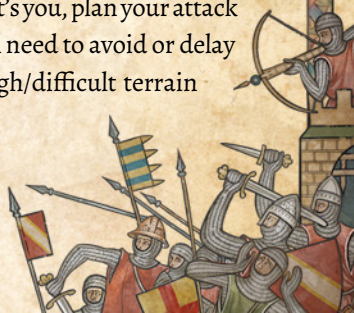 t's you, plan your attack
need to avoid or delay
gh/difficult terrain